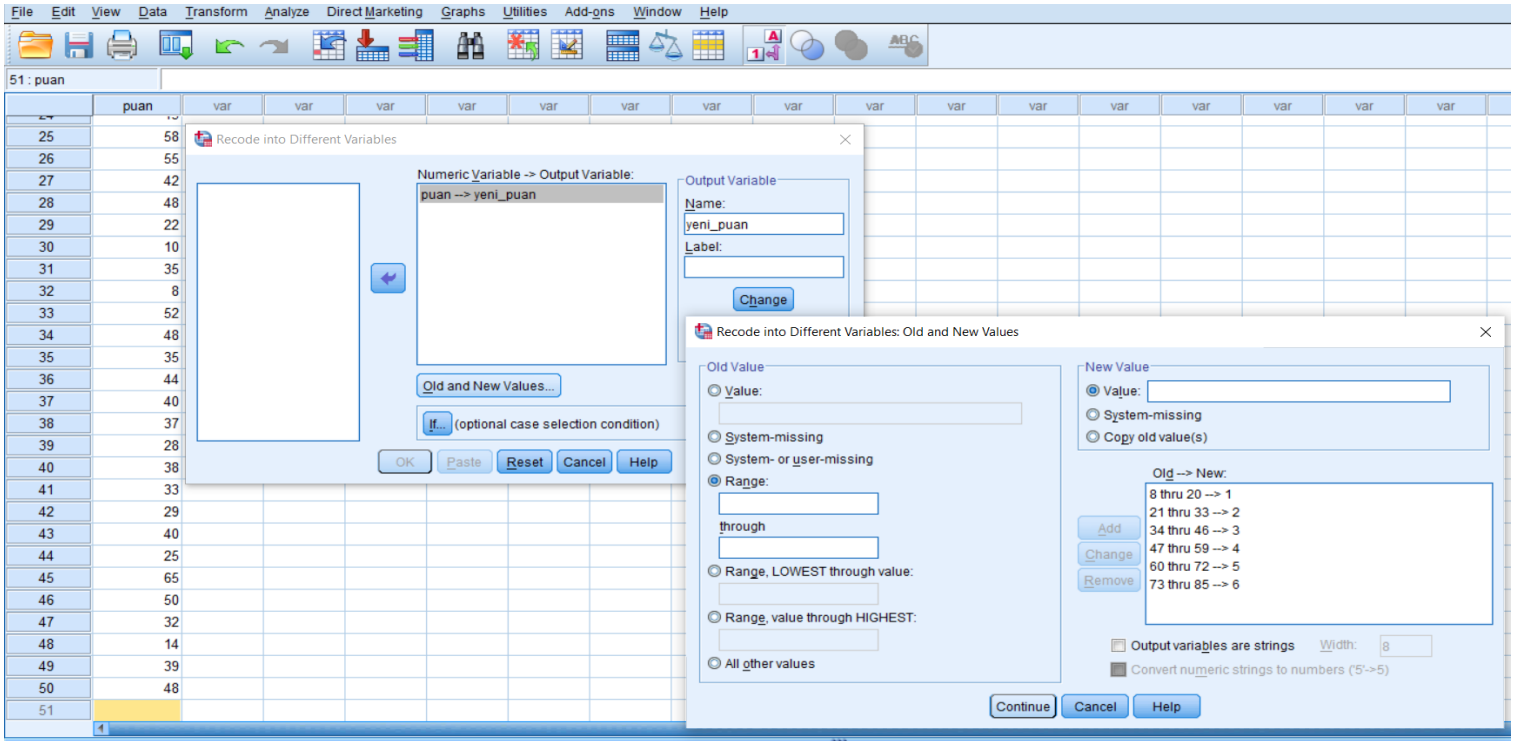 File Edit View Data Transform Analyze Direct Marketing Graphs Utilities Add-ons Window Help
51 : puan
puan var var var var var var var var var var var var var var var var
25 58
26 55
27 42
28 48
29 22
30 10
31 35
32 8
33 52
34 48
35 35
36 44
37 40
38 37
39 28
40 38
41 33
42 29
43 40
44 25
45 65
46 50
47 32
48 14
49 39
50 48
51
Recode into Different Variables
Numeric Variable -> Output Variable:
puan --> yeni_puan
Output Variable
Name:
yeni_puan
Label:
Change
Old and New Values...
If... (optional case selection condition)
OK Paste Reset Cancel Help
Recode into Different Variables: Old and New Values
Old Value
Value:
System-missing
System- or user-missing
Range:
through
Range, LOWEST through value:
Range, value through HIGHEST:
All other values
New Value
Value:
System-missing
Copy old value(s)
Old --> New:
8 thru 20 --> 1
21 thru 33 --> 2
34 thru 46 --> 3
47 thru 59 --> 4
60 thru 72 --> 5
73 thru 85 --> 6
Add
Change
Remove
Output variables are strings Width: 8
Convert numeric strings to numbers ('5'->5)
Continue Cancel Help